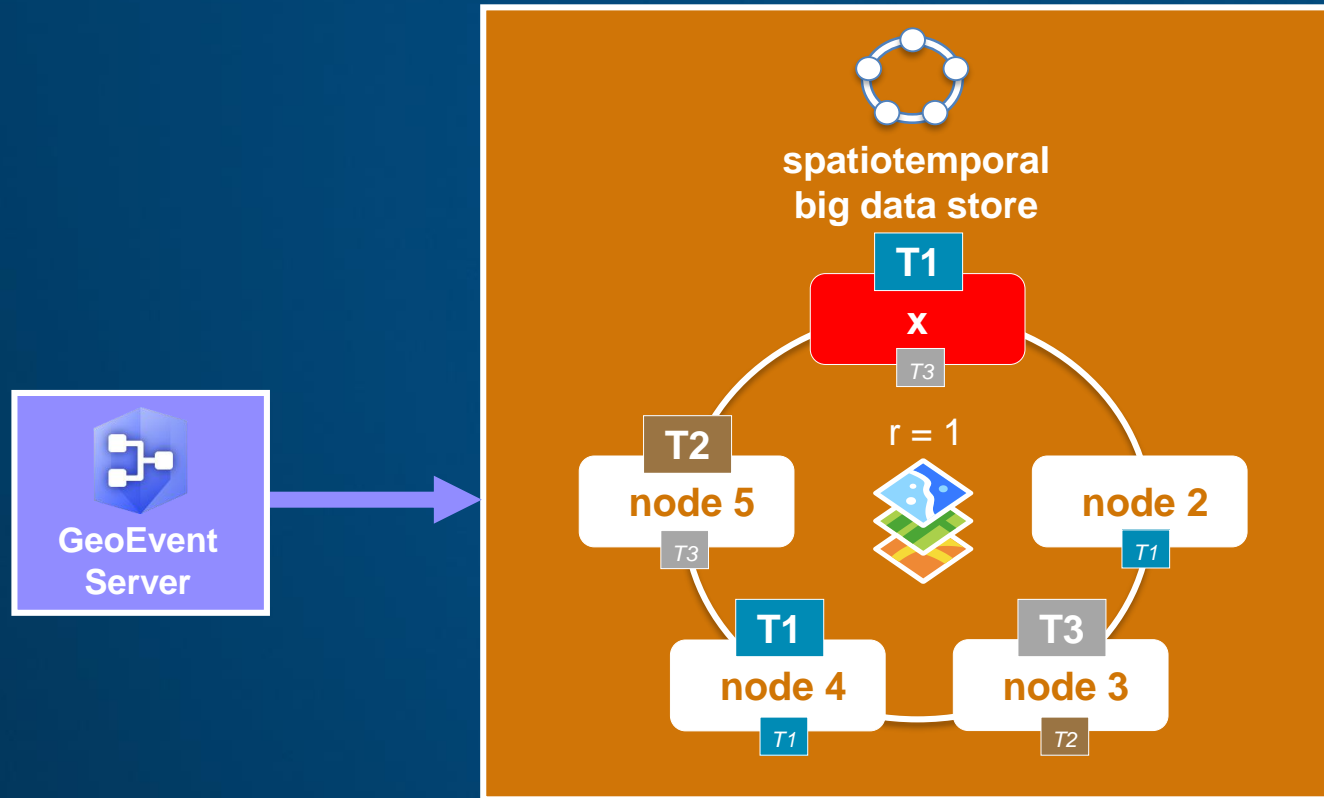 spatiotemporal
big data store
T1
x
T3
r = 1
T2
node 5
T3
node 2
T1
T1
node 4
T1
T3
node 3
T2
GeoEvent
Server